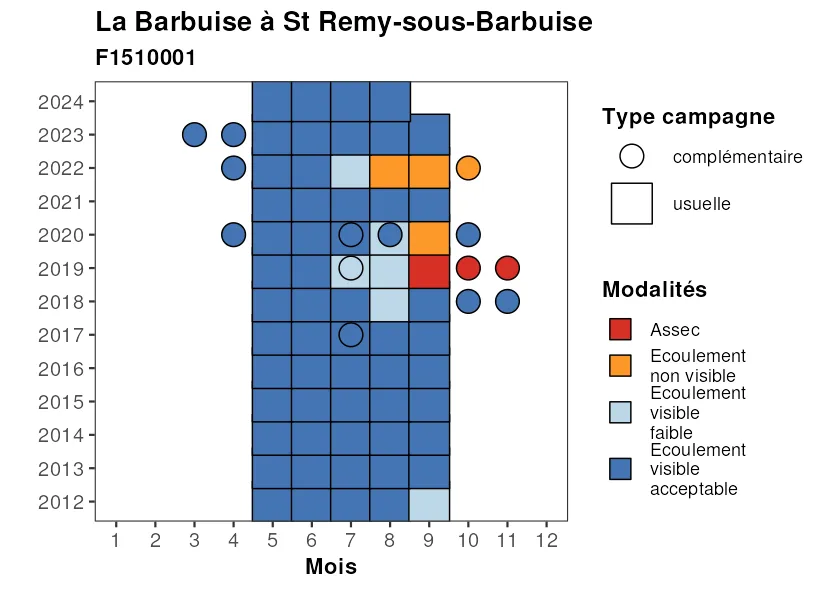 La Barbuise à St Remy-sous-Barbuise
F1510001
2024
2023
2022
2021
2020
2019
2018
2017
2016
2015
2014
2013
2012
1 2 3 4 5 6 7 8 9 10 11 12
Mois
Type campagne
complémentaire
usuelle
Modalités
Assec
Ecoulement
non visible
Ecoulement
visible
faible
Ecoulement
visible
acceptable